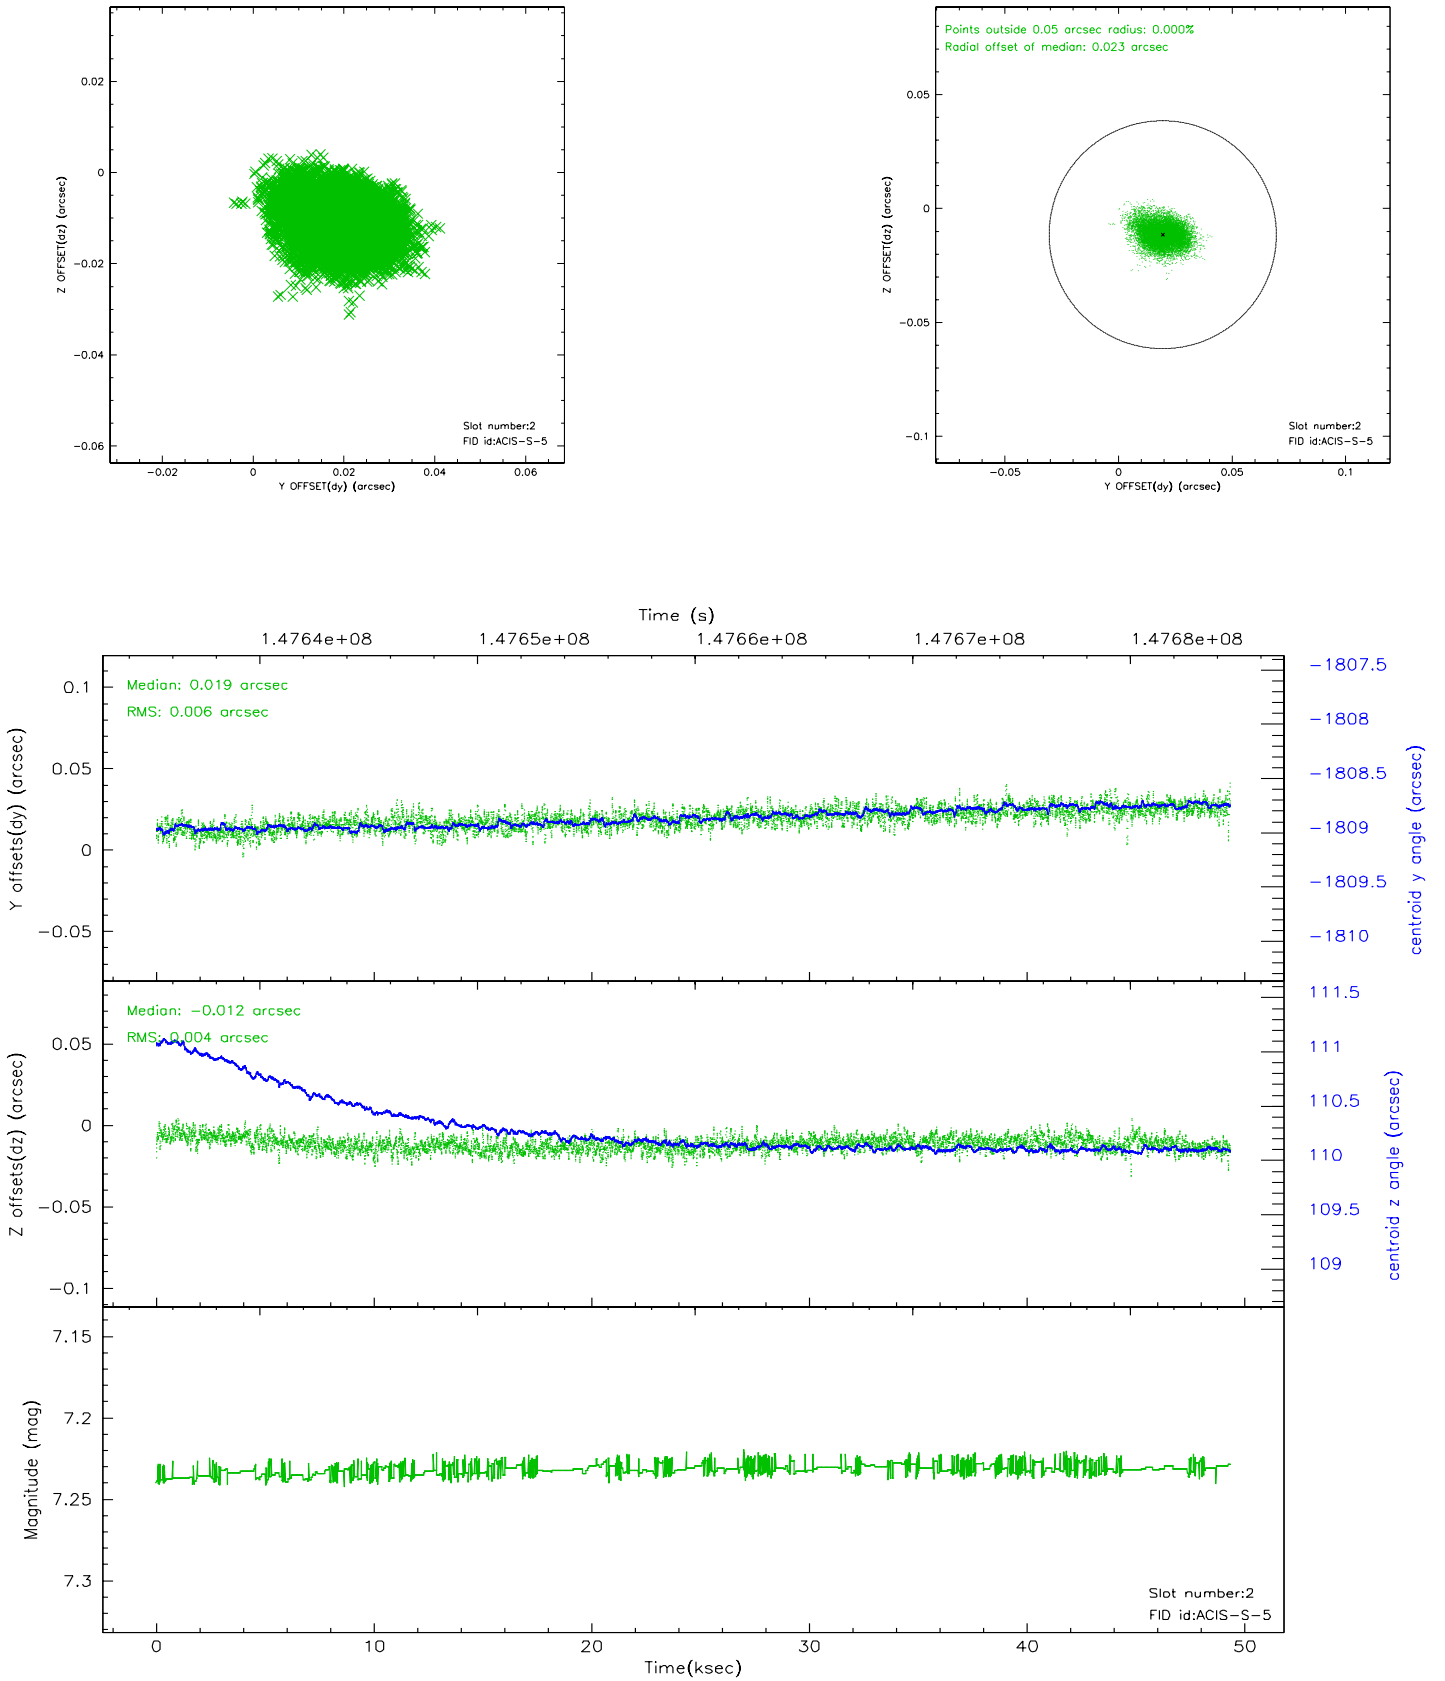 0.02
0
−0.02
−0.04
−0.06
Z OFFSET(dz) (arcsec)
Slot number:2
FID id:ACIS−S−5
−0.02 0 0.02 0.04 0.06
Y OFFSET(dy) (arcsec)
Points outside 0.05 arcsec radius: 0.000%
Radial offset of median: 0.023 arcsec
0.05
0
−0.05
−0.1
Z OFFSET(dz) (arcsec)
Slot number:2
FID id:ACIS−S−5
−0.05 0 0.05 0.1
Y OFFSET(dy) (arcsec)
Time (s)
1.4764e+08 1.4765e+08 1.4766e+08 1.4767e+08 1.4768e+08
Median: 0.019 arcsec
RMS: 0.006 arcsec
0.1
0.05
0
−0.05
Y offsets(dy) (arcsec)
−1807.5
−1808
−1808.5
−1809
−1809.5
−1810
centroid y angle (arcsec)
Median: −0.012 arcsec
RMS: 0.004 arcsec
0.05
0
−0.05
−0.1
Z offsets(dz) (arcsec)
111.5
111
110.5
110
109.5
109
centroid z angle (arcsec)
7.15
7.2
7.25
7.3
Magnitude (mag)
Slot number:2
FID id:ACIS−S−5
0 10 20 30 40 50
Time(ksec)